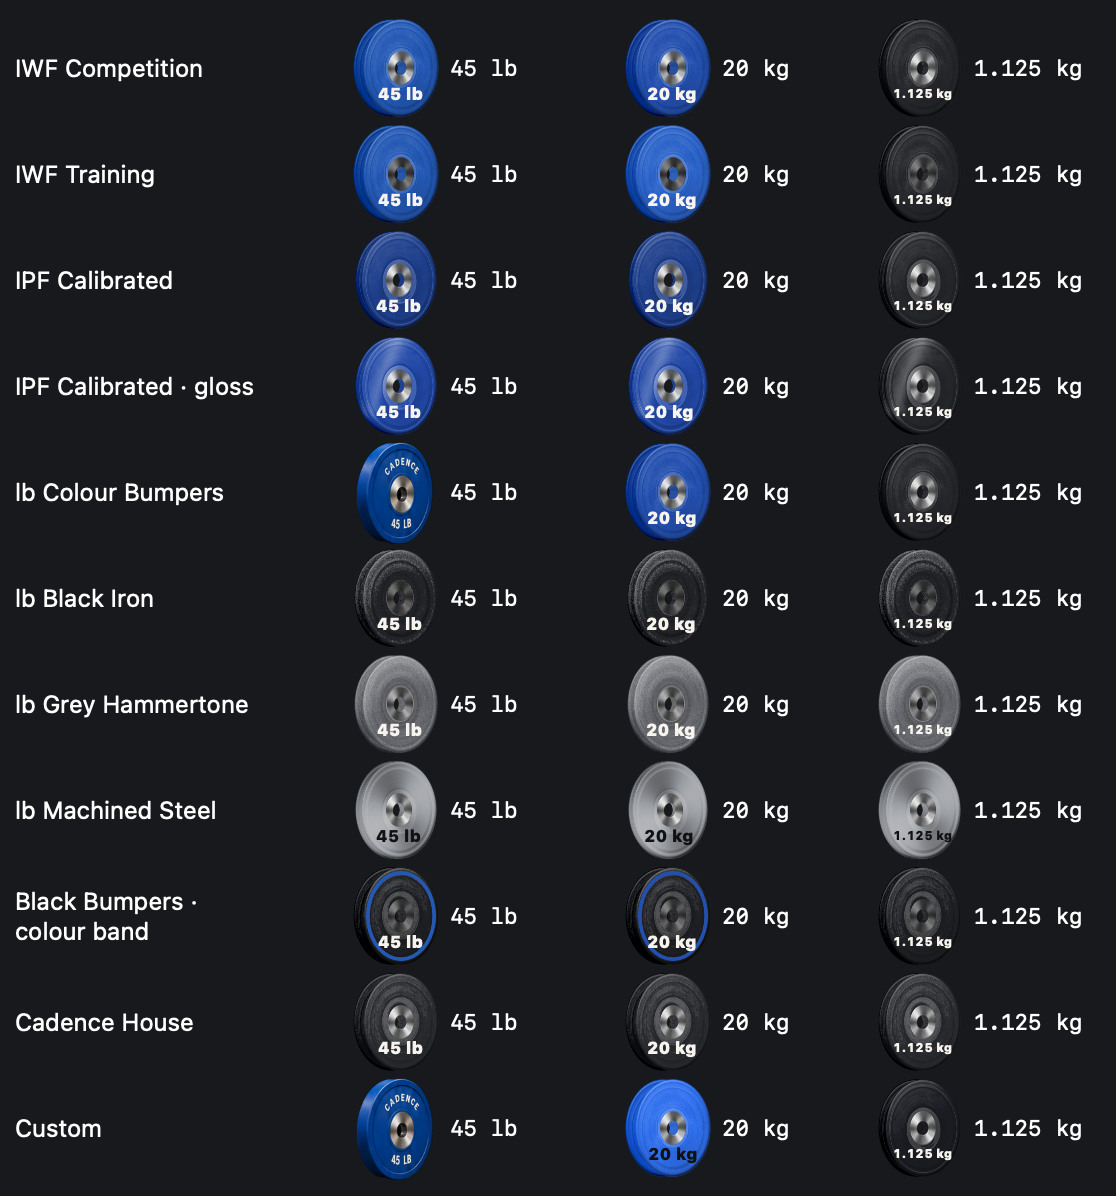 IWF Competition 45 lb 45 lb 20 kg 20 kg 1.125 kg 1.125 kg
IWF Training 45 lb 45 lb 20 kg 20 kg 1.125 kg 1.125 kg
IPF Calibrated 45 lb 45 lb 20 kg 20 kg 1.125 kg 1.125 kg
IPF Calibrated · gloss 45 lb 45 lb 20 kg 20 kg 1.125 kg 1.125 kg
lb Colour Bumpers CADENCE 45 LB 45 lb 20 kg 20 kg 1.125 kg 1.125 kg
lb Black Iron 45 lb 45 lb 20 kg 20 kg 1.125 kg 1.125 kg
lb Grey Hammertone 45 lb 45 lb 20 kg 20 kg 1.125 kg 1.125 kg
lb Machined Steel 45 lb 45 lb 20 kg 20 kg 1.125 kg 1.125 kg
Black Bumpers ·
colour band 45 lb 45 lb 20 kg 20 kg 1.125 kg 1.125 kg
Cadence House 45 lb 45 lb 20 kg 20 kg 1.125 kg 1.125 kg
Custom CADENCE 45 LB 45 lb 20 kg 20 kg 1.125 kg 1.125 kg